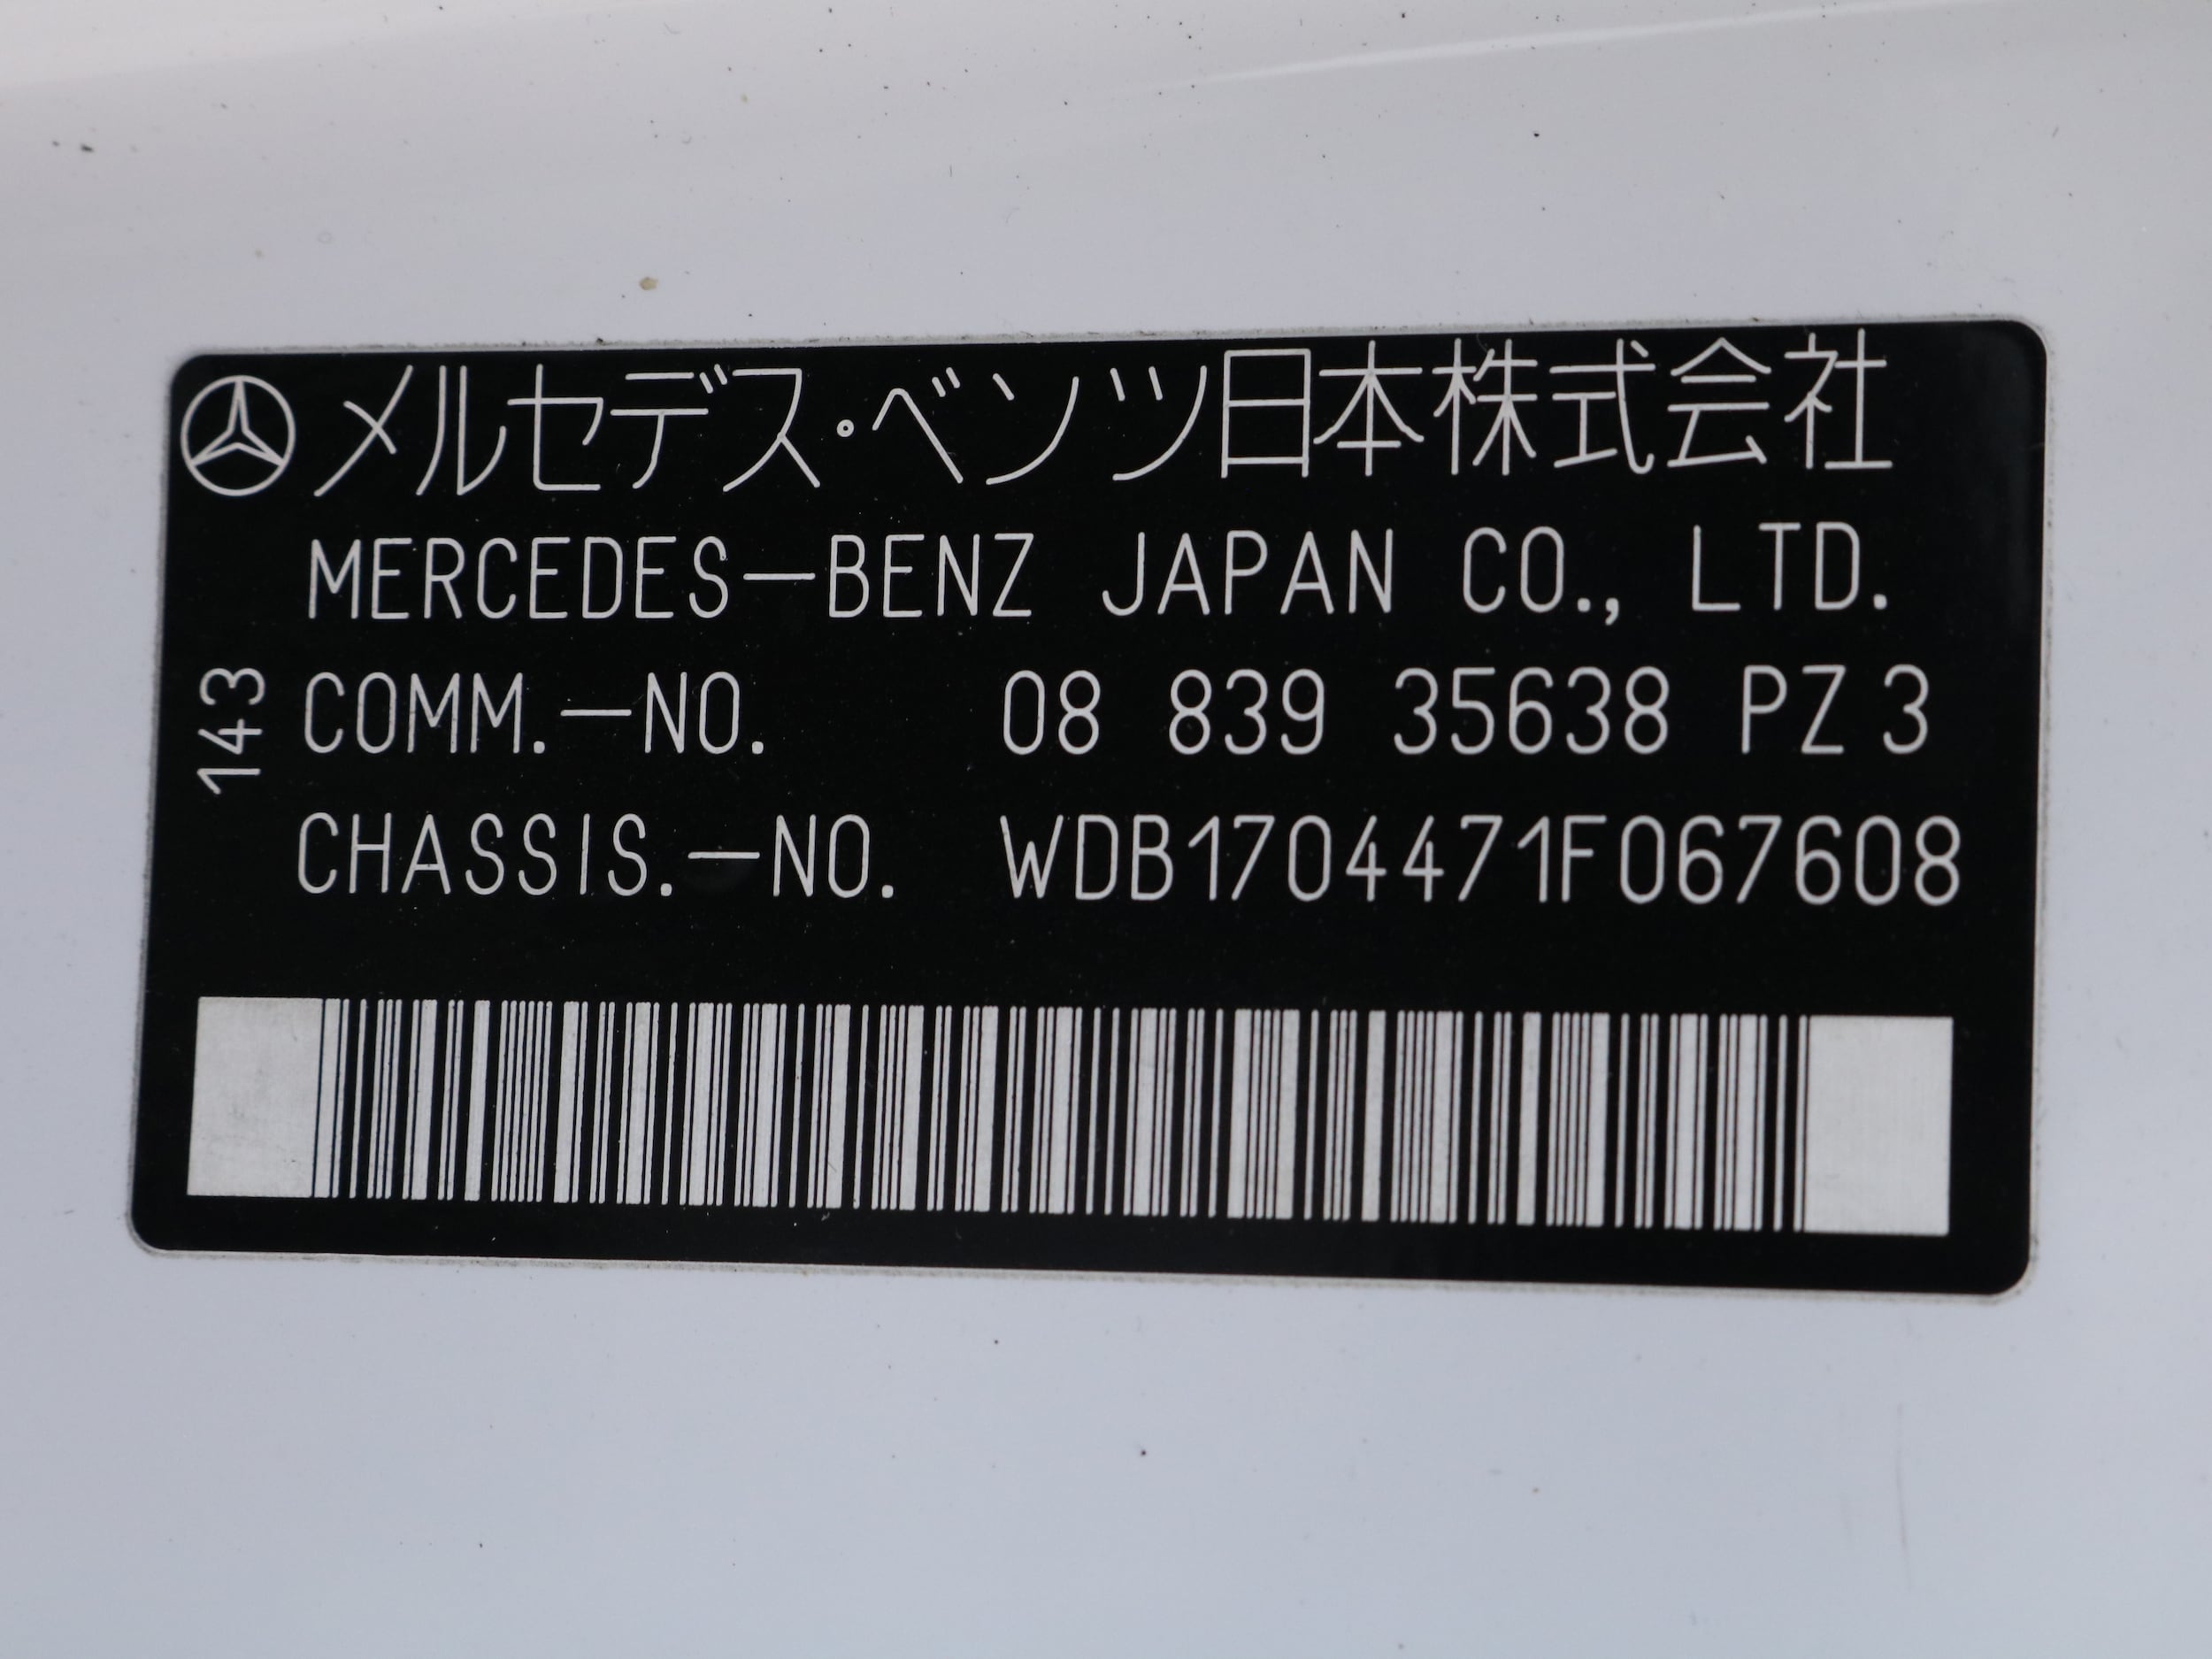 メルセデス・ベンツ日本株式会社
MERCEDES-BENZ JAPAN CO., LTD.
143
COMM.-NO. 08 839 35638 PZ 3
CHASSIS.-NO. WDB1704471F067608